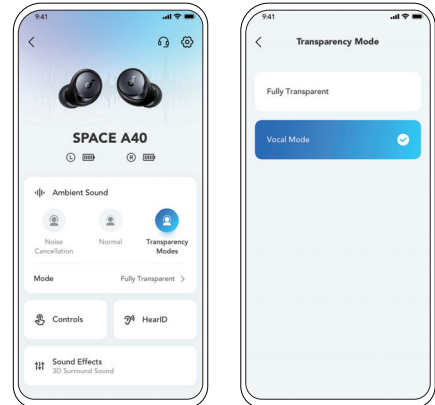 9:41
SPACE A40
L R
Ambient Sound
Noise Normal Transparency
Cancellation Modes
Mode Fully Transparent >
Controls HearID
Sound Effects
3D Surround Sound
9:41
Transparency Mode
Fully Transparent
Vocal Mode